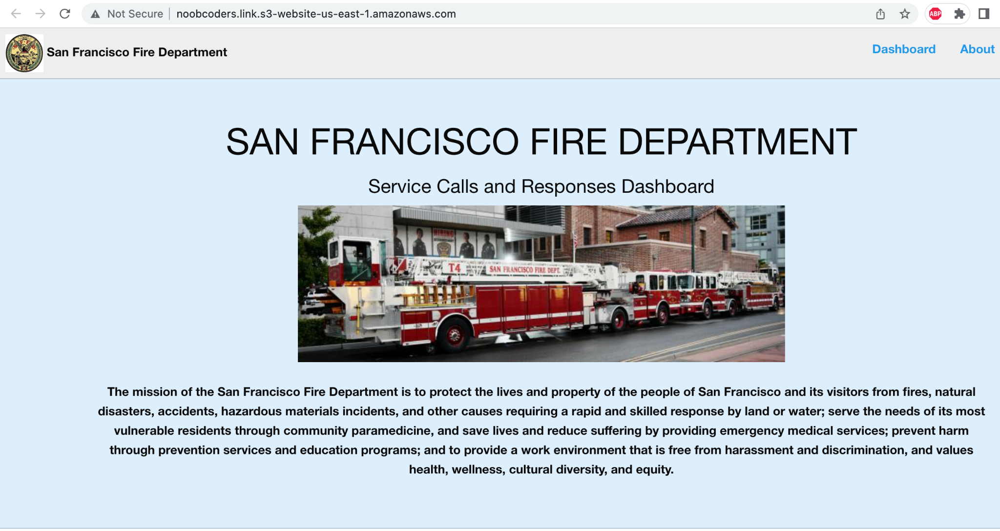 Not Secure noobcoders.link.s3-website-us-east-1.amazonaws.com
ABP
San Francisco Fire Department
Dashboard About
SAN FRANCISCO FIRE DEPARTMENT
Service Calls and Responses Dashboard
HIRING
T4 SAN FRANCISCO FIRE DEPT.
The mission of the San Francisco Fire Department is to protect the lives and property of the people of San Francisco and its visitors from fires, natural
disasters, accidents, hazardous materials incidents, and other causes requiring a rapid and skilled response by land or water; serve the needs of its most
vulnerable residents through community paramedicine, and save lives and reduce suffering by providing emergency medical services; prevent harm
through prevention services and education programs; and to provide a work environment that is free from harassment and discrimination, and values
health, wellness, cultural diversity, and equity.